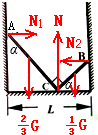 N₁ N
A
N₂
α B
C α
L
2/3 G 1/3 G